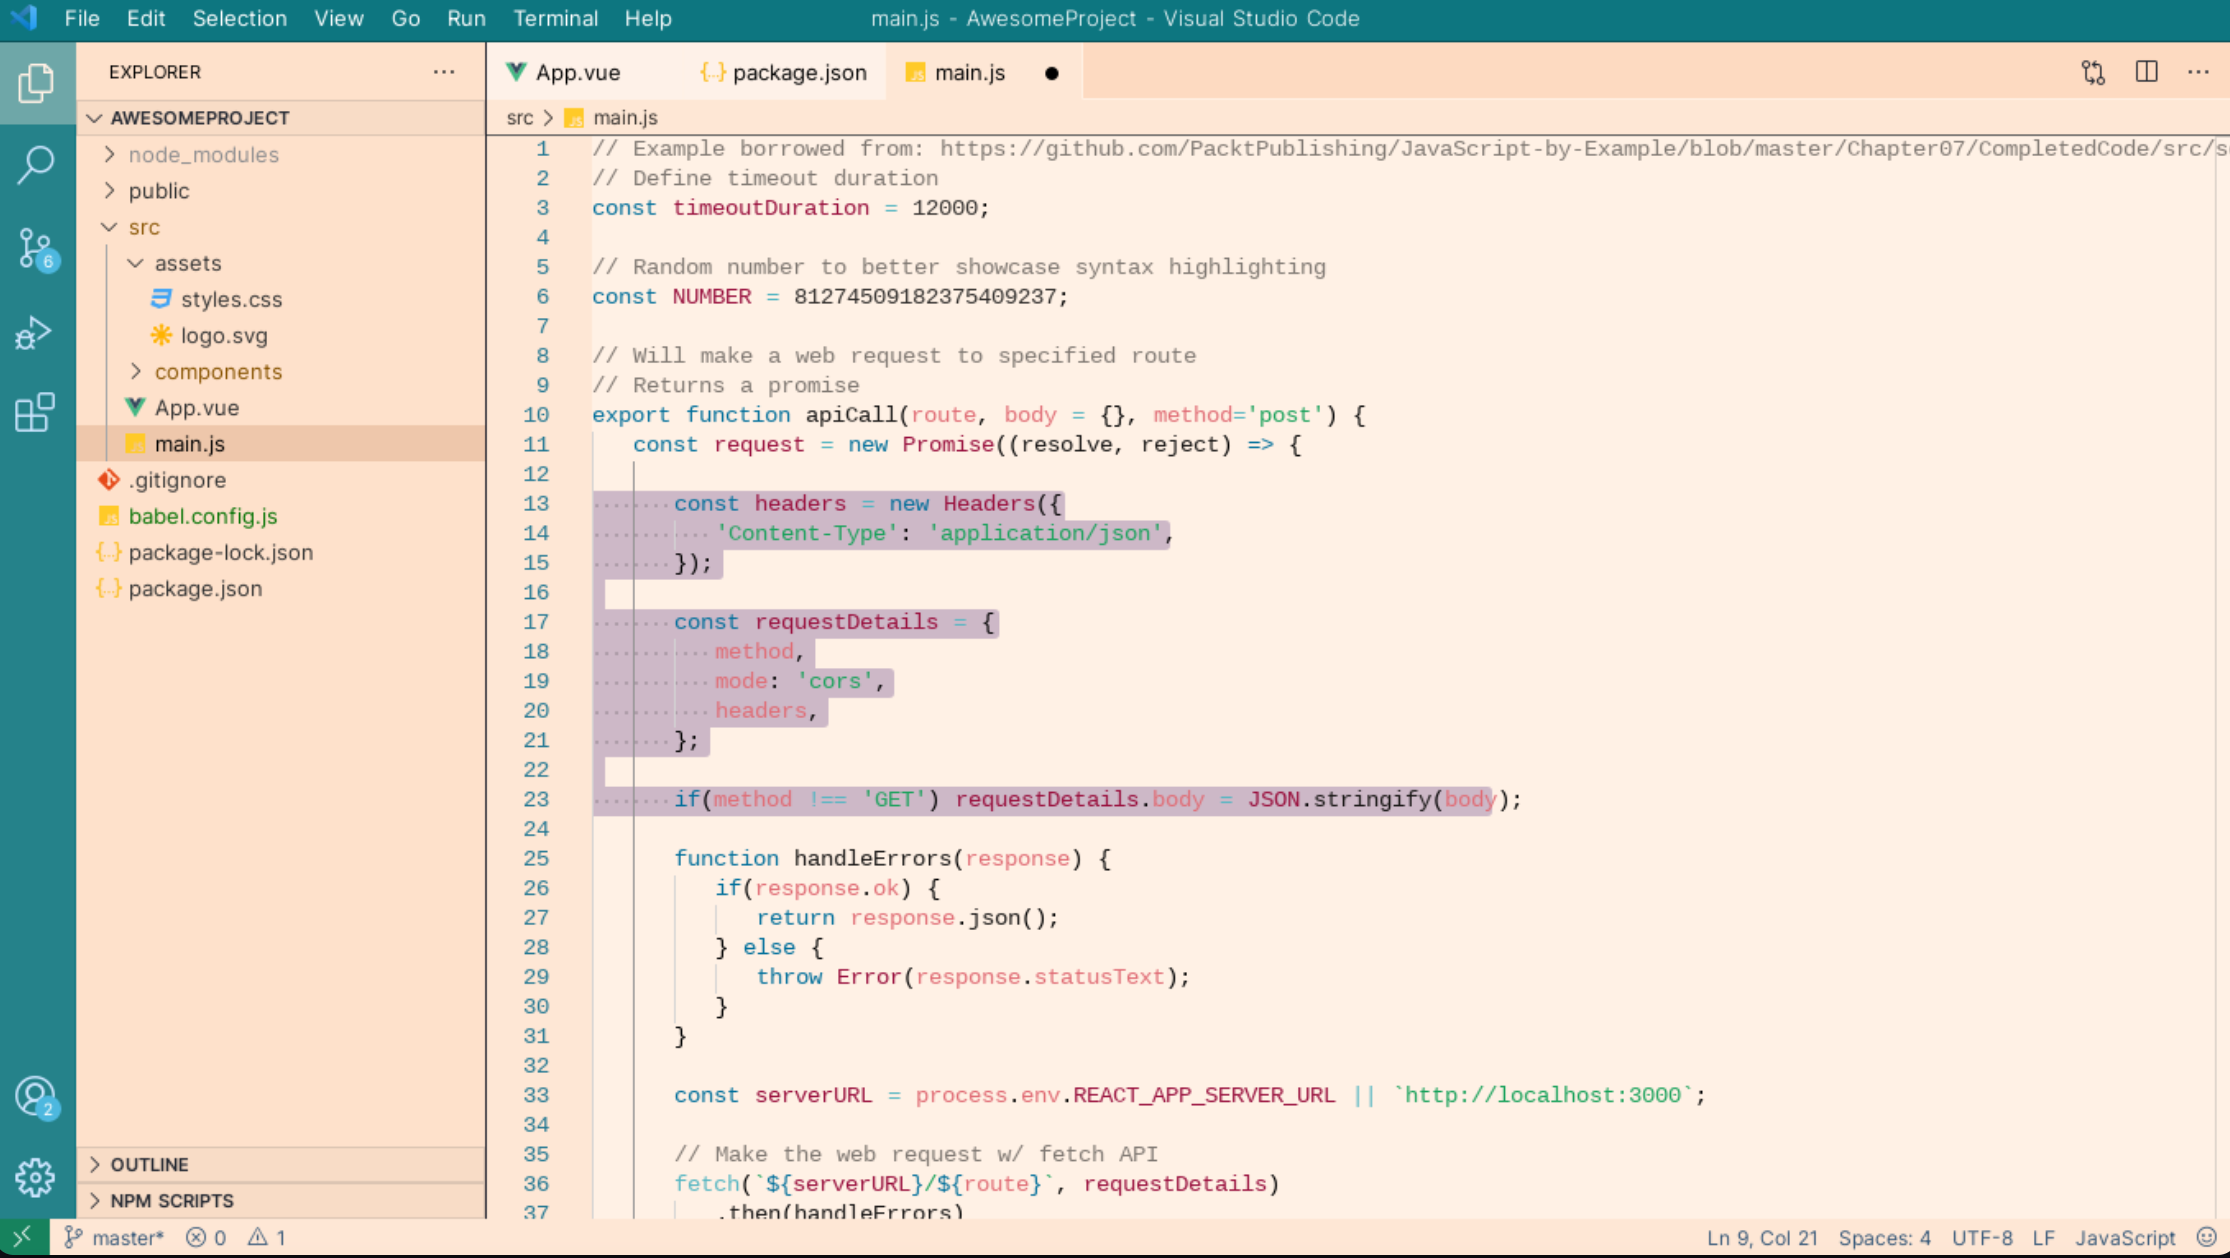 File Edit Selection View Go Run Terminal Help main.js - AwesomeProject - Visual Studio Code
EXPLORER
AWESOMEPROJECT
node_modules
public
src
assets
styles.css
logo.svg
components
App.vue
main.js
.gitignore
babel.config.js
package-lock.json
package.json
OUTLINE
NPM SCRIPTS
6
2
App.vue package.json main.js
src > main.js
1 // Example borrowed from: https://github.com/PacktPublishing/JavaScript-by-Example/blob/master/Chapter07/CompletedCode/src/s
2 // Define timeout duration
3 const timeoutDuration = 12000;
4
5 // Random number to better showcase syntax highlighting
6 const NUMBER = 81274509182375409237;
7
8 // Will make a web request to specified route
9 // Returns a promise
10 export function apiCall(route, body = {}, method='post') {
11 const request = new Promise((resolve, reject) => {
12
13 const headers = new Headers({
14 'Content-Type': 'application/json',
15 });
16
17 const requestDetails = {
18 method,
19 mode: 'cors',
20 headers,
21 };
22
23 if(method !== 'GET') requestDetails.body = JSON.stringify(body);
24
25 function handleErrors(response) {
26 if(response.ok) {
27 return response.json();
28 } else {
29 throw Error(response.statusText);
30 }
31 }
32
33 const serverURL = process.env.REACT_APP_SERVER_URL || `http://localhost:3000`;
34
35 // Make the web request w/ fetch API
36 fetch(`${serverURL}/${route}`, requestDetails)
37 .then(handleErrors)
master* 0 1 Ln 9, Col 21 Spaces: 4 UTF-8 LF JavaScript